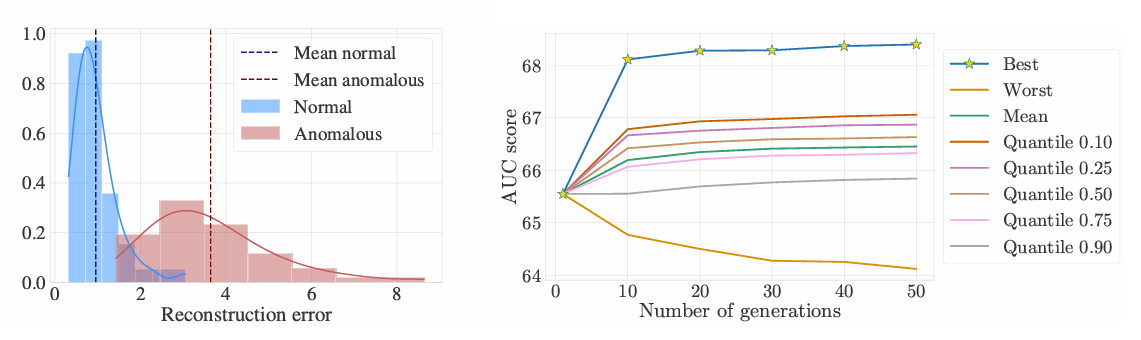 1.0
0.8
0.6
0.4
0.2
0.0
0
2
4
6
8
Reconstruction error
Mean normal
Mean anomalous
Normal
Anomalous
AUC score
68
67
66
65
64
0
10
20
30
40
50
Number of generations
Best
Worst
Mean
Quantile 0.10
Quantile 0.25
Quantile 0.50
Quantile 0.75
Quantile 0.90